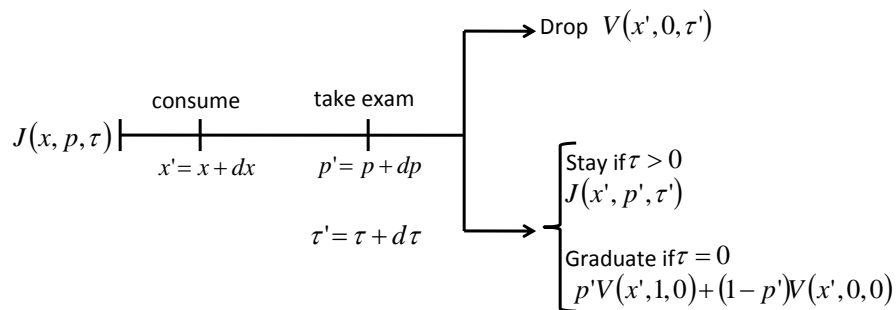 Drop V(x',0,τ')
consume
take exam
J(x,p,τ)
x'=x+dx
p'=p+dp
τ'=τ+dτ
Stay if τ>0
J(x',p',τ')
Graduate if τ=0
p'V(x',1,0)+(1-p')V(x',0,0)